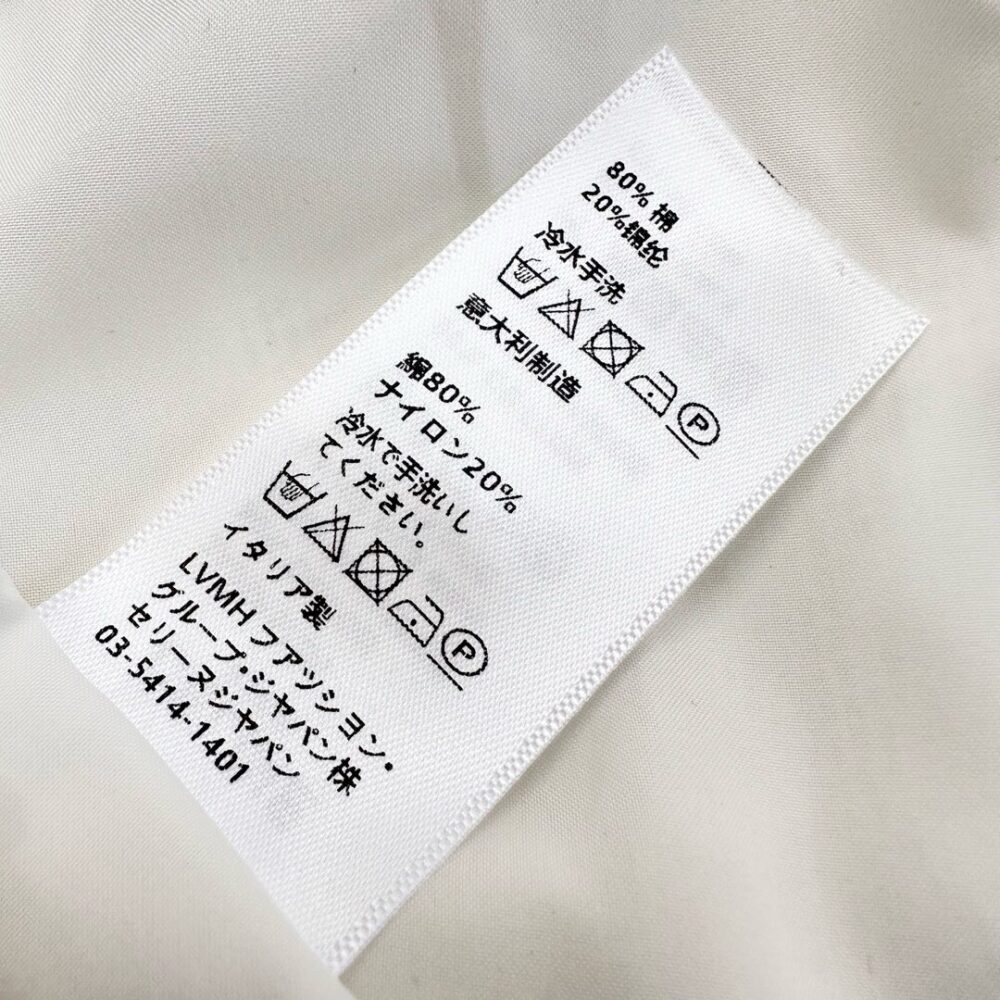 80% 棉
20%锦纶
冷水手洗
P
意大利制造
綿80%
ナイロン20%
冷水で手洗いし
てください。
P
イタリア製
LVMH ファッション・
グループ・ジャパン株
セリーヌジャパン
03-5414-1401